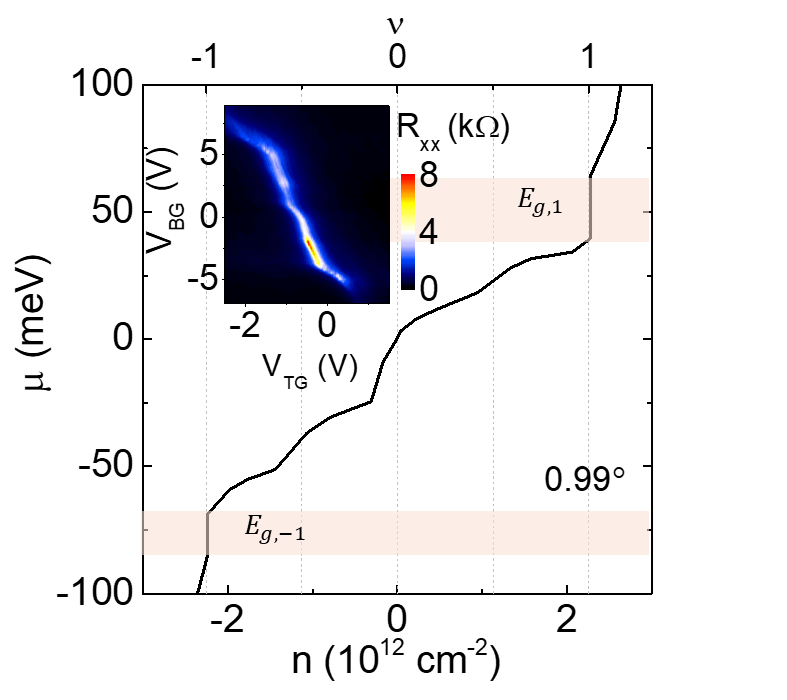 ν
-1 0 1
100
50
0
-50
-100
μ (meV)
R_xx (kΩ)
8
4
0
5
0
-5
V_BG (V)
-2 0
V_TG (V)
E_g,1
0.99°
E_g,−1
-2 0 2
n (10^12 cm^-2)